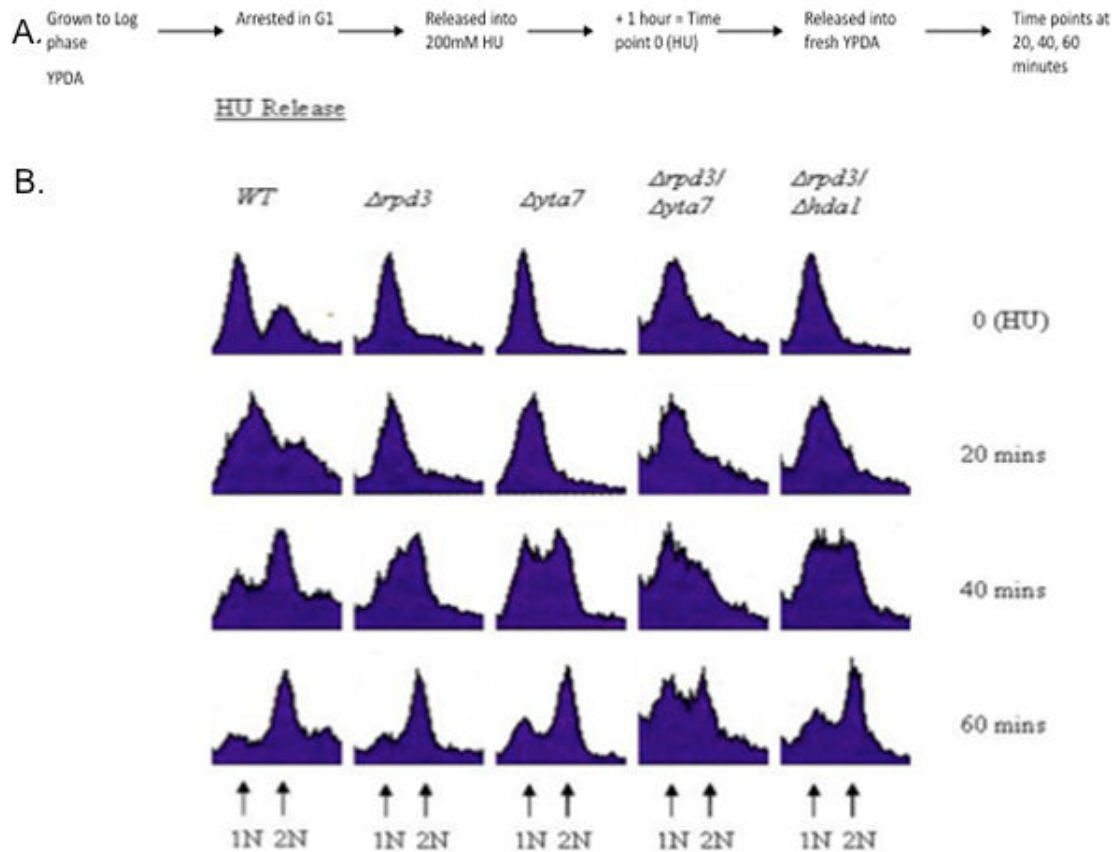 A.
Grown to Log
phase
YPDA
Arrested in G1
Released into
200mM HU
+ 1 hour = Time
point 0 (HU)
Released into
fresh YPDA
Time points at
20, 40, 60
minutes
HU Release
B.
WT
Δrpd3
Δyta7
Δrpd3/
Δyta7
Δrpd3/
Δhda1
0 (HU)
20 mins
40 mins
60 mins
1N 2N
1N 2N
1N 2N
1N 2N
1N 2N